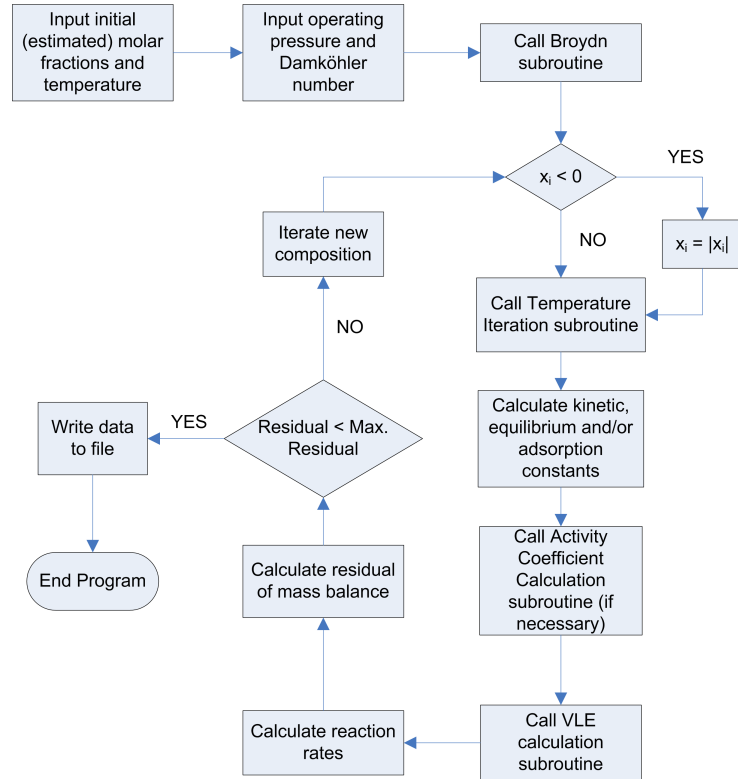 Input initial
(estimated) molar
fractions and
temperature
Input operating
pressure and
Damköhler
number
Call Broydn
subroutine
xᵢ < 0
YES
NO
xᵢ = |xᵢ|
Iterate new
composition
Call Temperature
Iteration subroutine
NO
Residual < Max.
Residual
YES
Write data
to file
Calculate kinetic,
equilibrium and/or
adsorption
constants
Call Activity
Coefficient
Calculation
subroutine (if
necessary)
Calculate residual
of mass balance
End Program
Calculate reaction
rates
Call VLE
calculation
subroutine